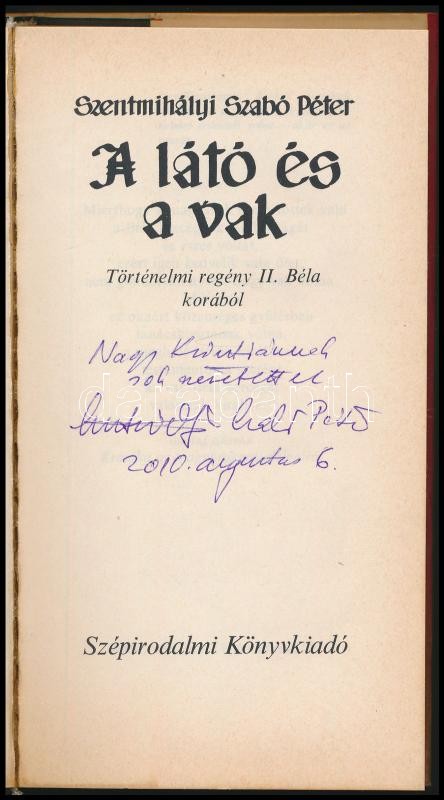 Szentmihályi Szabó Péter
A látó és
a vak
Történelmi regény II. Béla
korából
Nagy Krisztiánnak
sok szeretettel
Szabó Péter
2010. augusztus 6.
Szépirodalmi Könyvkiadó